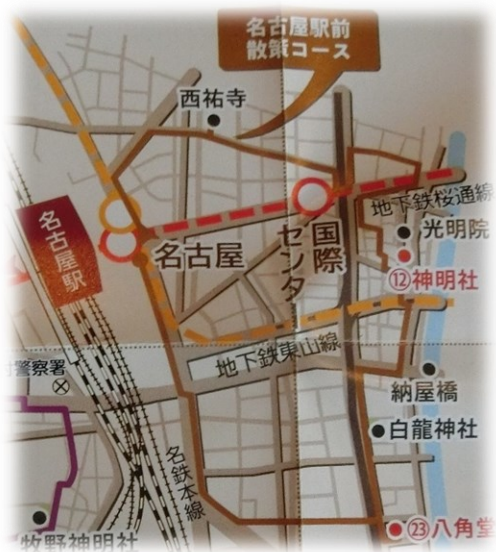 名古屋駅前
散策コース
西祐寺
地下鉄桜通線
名古屋駅
名古屋
国際
センタ
光明院
⑫神明社
地下鉄東山線
警察署
納屋橋
白龍神社
名鉄本線
㉓八角堂
牧野神明社